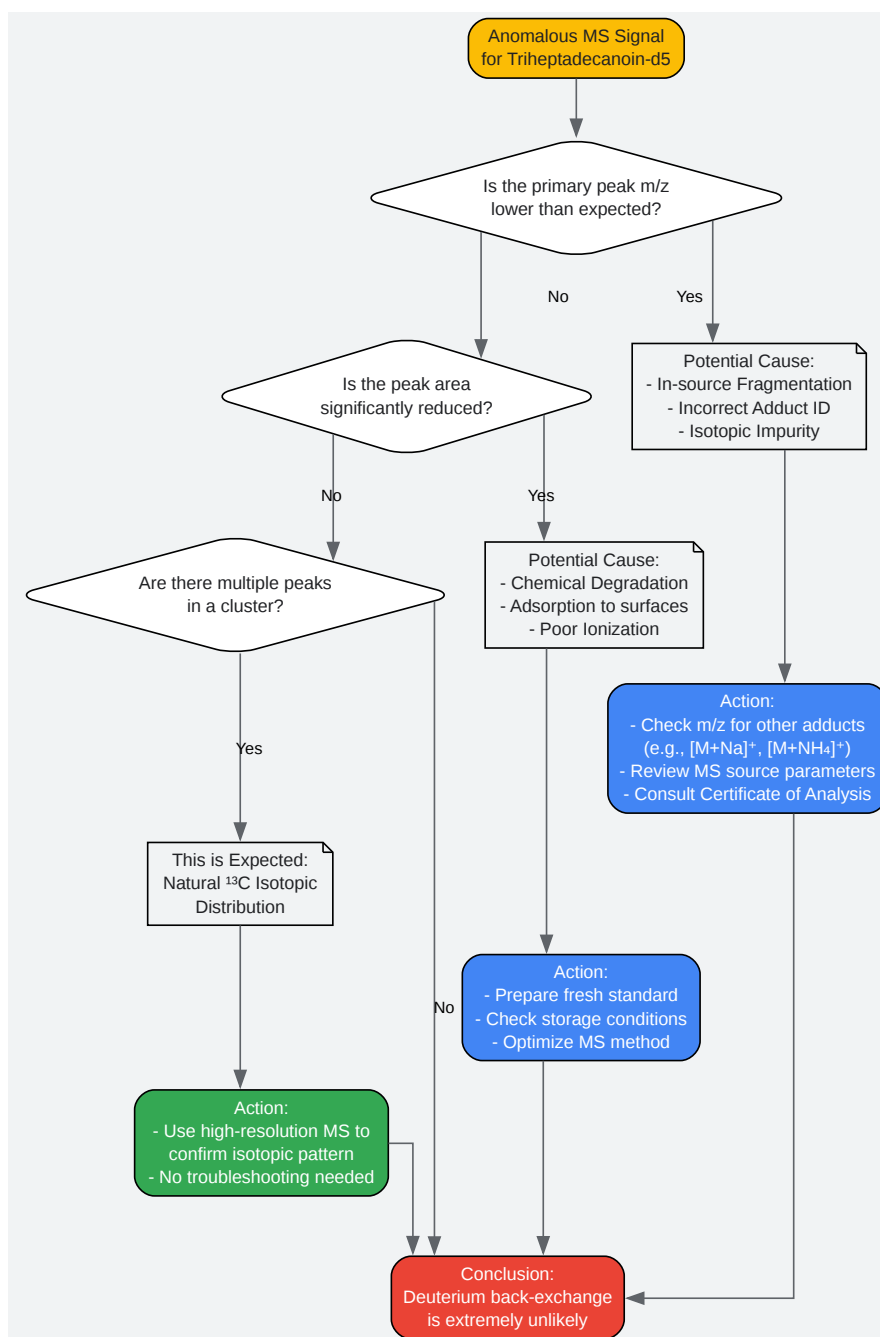 Anomalous MS Signal
for Triheptadecanoin-d5
Is the primary peak m/z
lower than expected?
No
Yes
Is the peak area
significantly reduced?
Potential Cause:
- In-source Fragmentation
- Incorrect Adduct ID
- Isotopic Impurity
No
Yes
Are there multiple peaks
in a cluster?
Potential Cause:
- Chemical Degradation
- Adsorption to surfaces
- Poor Ionization
Action:
- Check m/z for other adducts
(e.g., [M+Na]⁺, [M+NH₄]⁺)
- Review MS source parameters
- Consult Certificate of Analysis
Yes
This is Expected:
Natural ¹³C Isotopic
Distribution
No
Action:
- Prepare fresh standard
- Check storage conditions
- Optimize MS method
Action:
- Use high-resolution MS to
confirm isotopic pattern
- No troubleshooting needed
Conclusion:
Deuterium back-exchange
is extremely unlikely